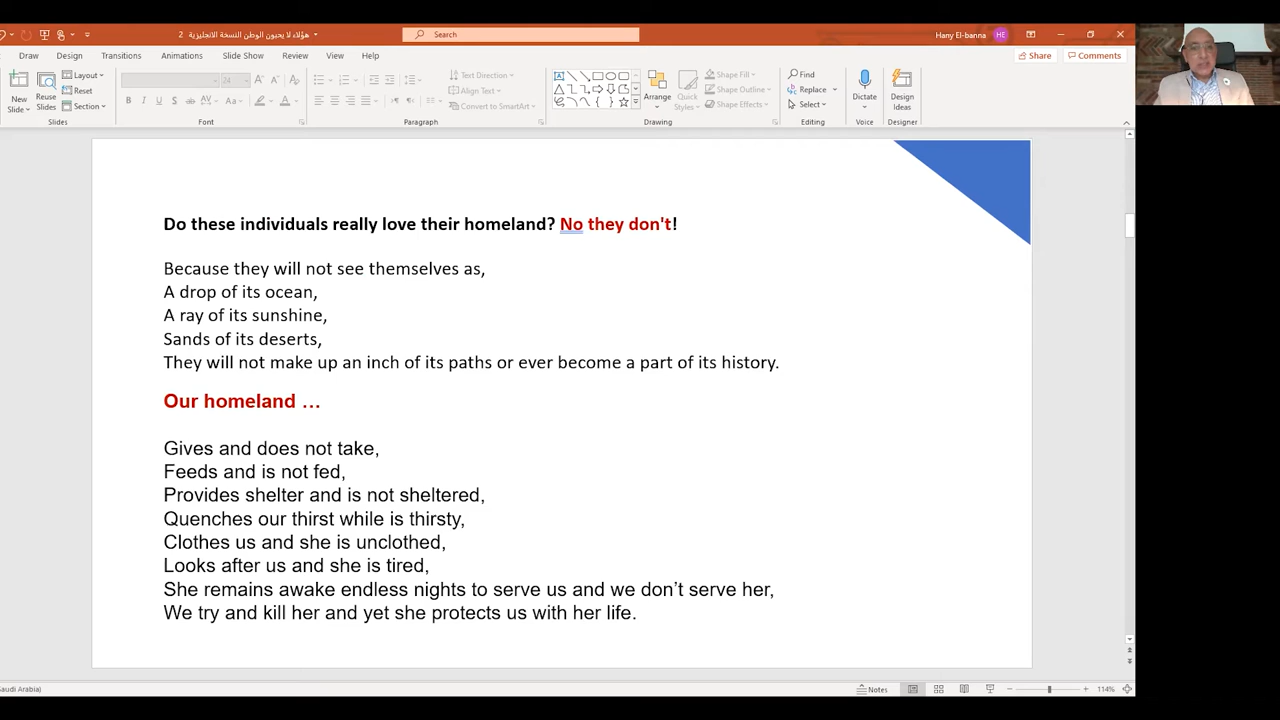 هؤلاء لا يحبون الوطن النسخة الانجليزية 2
Search
Hany El-banna
HE
Draw
Design
Transitions
Animations
Slide Show
Review
View
Help
Share
Comments
New
Slide
Reuse
Slides
Layout
Reset
Section
Slides
24
Font
Text Direction
Align Text
Convert to SmartArt
Paragraph
Arrange
Quick
Styles
Shape Fill
Shape Outline
Shape Effects
Drawing
Find
Replace
Select
Editing
Dictate
Voice
Design
Ideas
Designer
Do these individuals really love their homeland? No they don't!
Because they will not see themselves as,
A drop of its ocean,
A ray of its sunshine,
Sands of its deserts,
They will not make up an inch of its paths or ever become a part of its history.
Our homeland …
Gives and does not take,
Feeds and is not fed,
Provides shelter and is not sheltered,
Quenches our thirst while is thirsty,
Clothes us and she is unclothed,
Looks after us and she is tired,
She remains awake endless nights to serve us and we don’t serve her,
We try and kill her and yet she protects us with her life.
audi Arabia)
Notes
114%